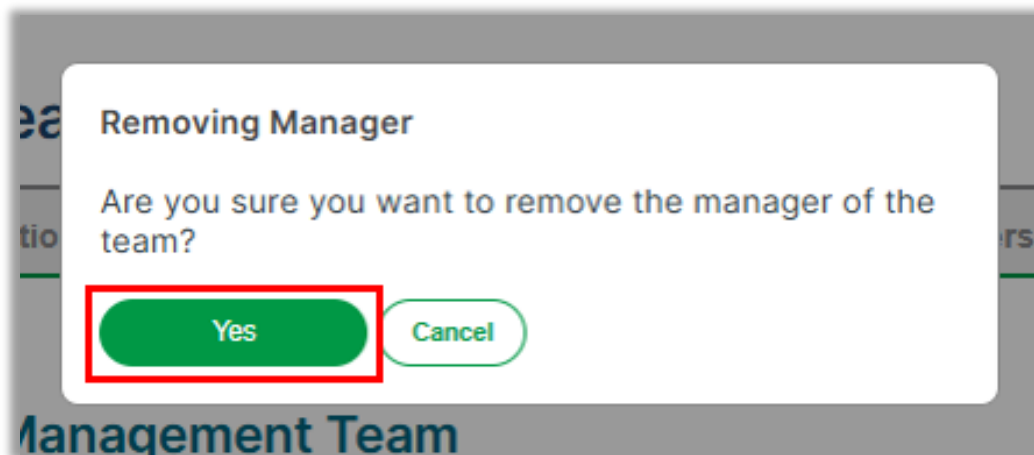 Removing Manager
Are you sure you want to remove the manager of the
team?
Yes
Cancel
Management Team